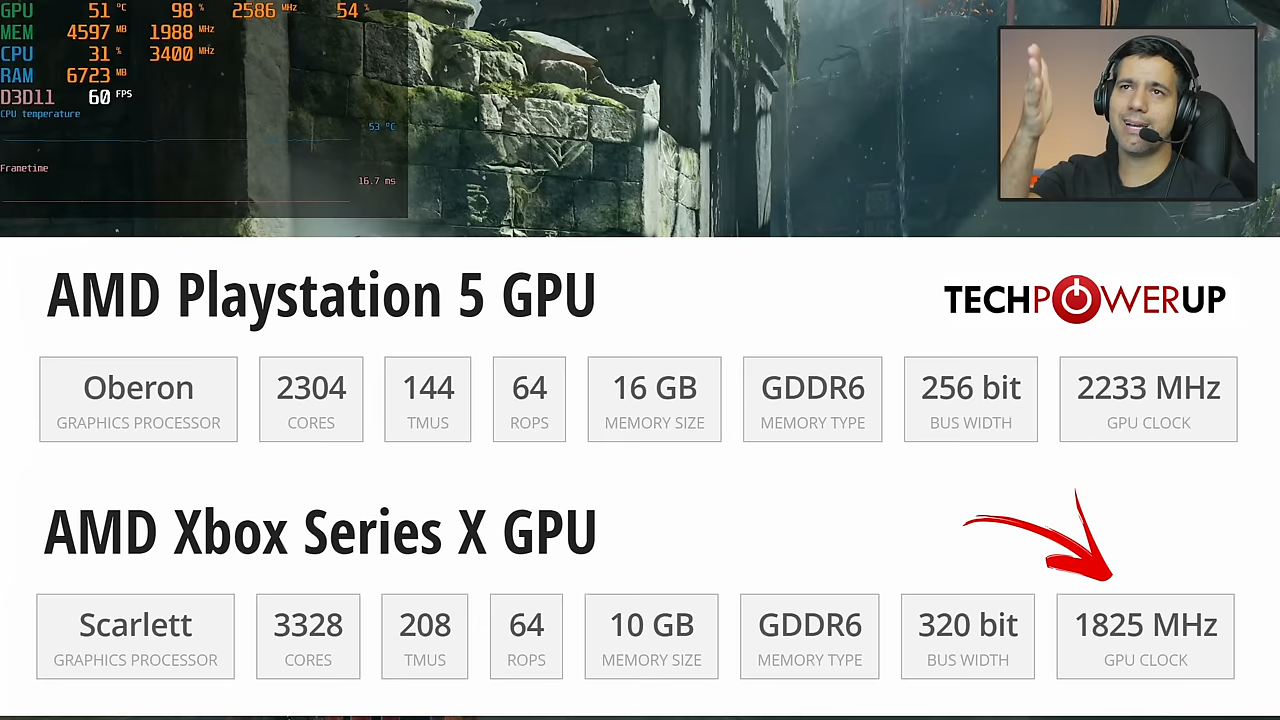 GPU 51 °C 98 % 2586 MHz 54 %
MEM 4597 MB 1988 MHz
CPU 31 % 3400 MHz
RAM 6723 MB
D3D11 60 FPS
CPU temperature
53 °C
Frametime
16.7 ms
AMD Playstation 5 GPU
TECHPOWERUP
Oberon 2304 144 64 16 GB GDDR6 256 bit 2233 MHz
GRAPHICS PROCESSOR CORES TMUS ROPS MEMORY SIZE MEMORY TYPE BUS WIDTH GPU CLOCK
AMD Xbox Series X GPU
Scarlett 3328 208 64 10 GB GDDR6 320 bit 1825 MHz
GRAPHICS PROCESSOR CORES TMUS ROPS MEMORY SIZE MEMORY TYPE BUS WIDTH GPU CLOCK